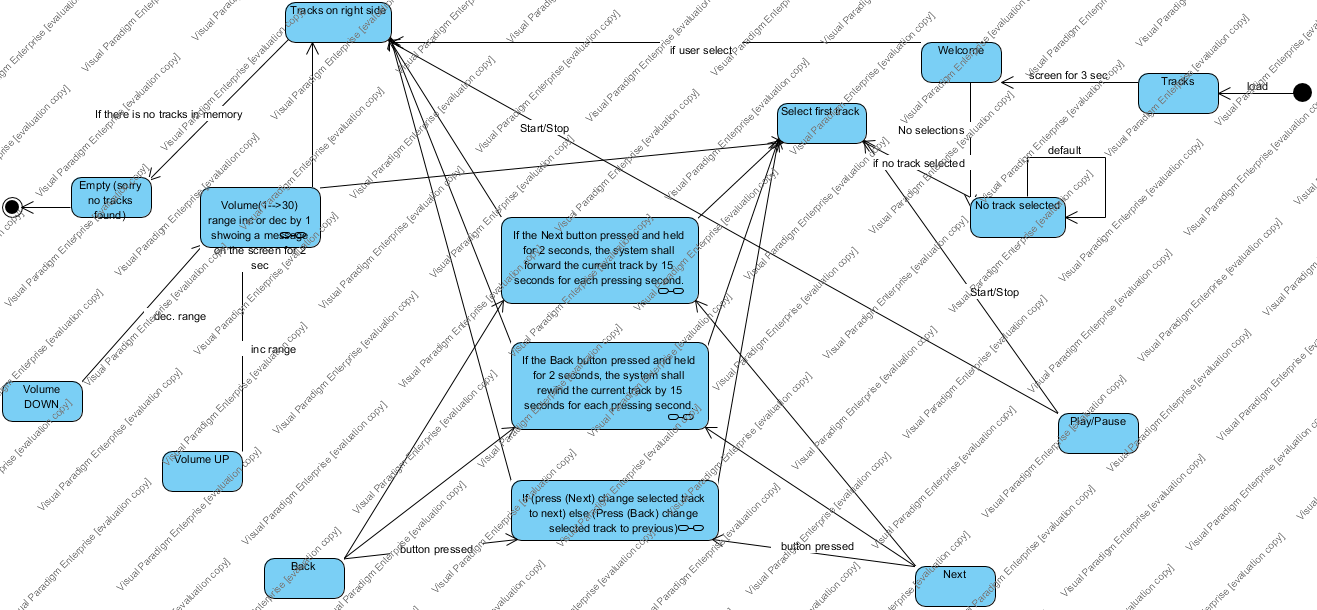 Tracks on right side
if user select
Welcome
screen for 3 sec
Tracks
load
If there is no tracks in memory
Start/Stop
Select first track
No selections
if no track selected
default
Empty (sorry
no tracks
found)
Volume(1-->30)
range inc or dec by 1
shwoing a message
on the screen for 2
sec
No track selected
If the Next button pressed and held
for 2 seconds, the system shall
forward the current track by 15
seconds for each pressing second.
Start/Stop
dec. range
inc range
If the Back button pressed and held
for 2 seconds, the system shall
rewind the current track by 15
seconds for each pressing second.
Volume
DOWN
Play/Pause
Volume UP
If (press (Next) change selected track
to next) else (Press (Back) change
selected track to previous)
button pressed
button pressed
Back
Next
Visual Paradigm Enterprise [evaluation copy]